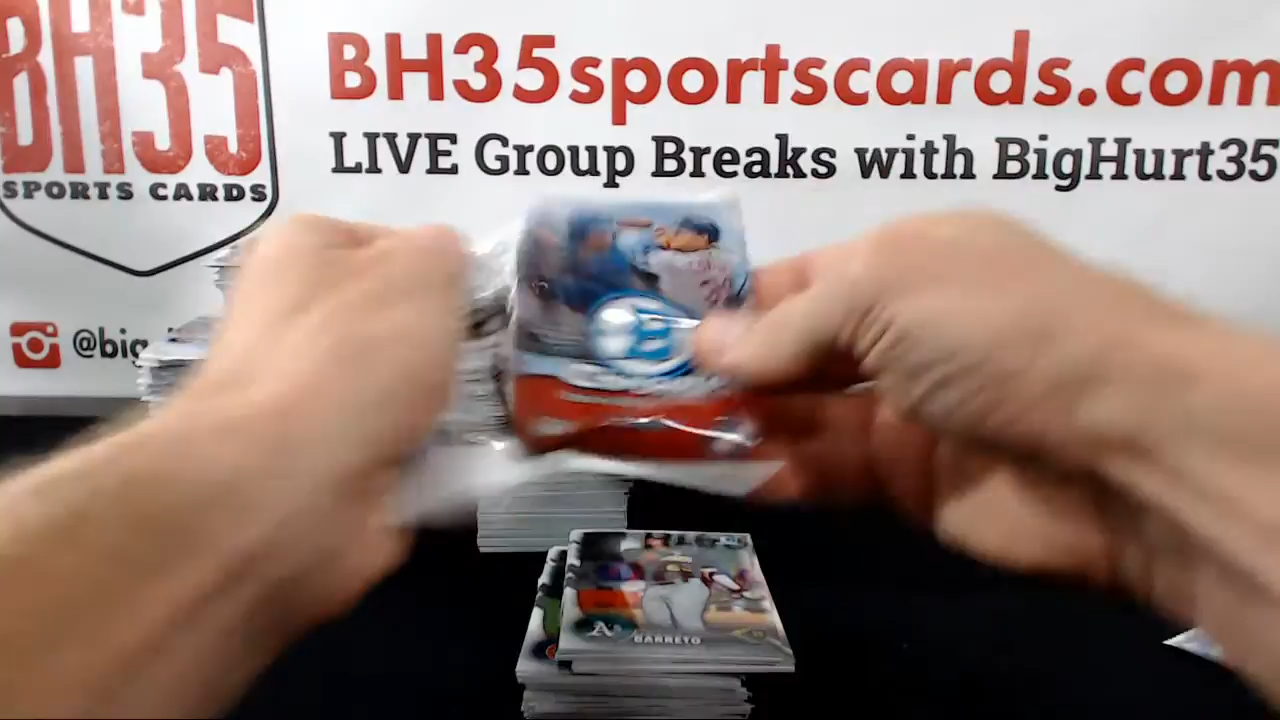 BH35
SPORTS CARDS
BH35sportscards.com
LIVE Group Breaks with BigHurt35
@big
A's
BARRETO